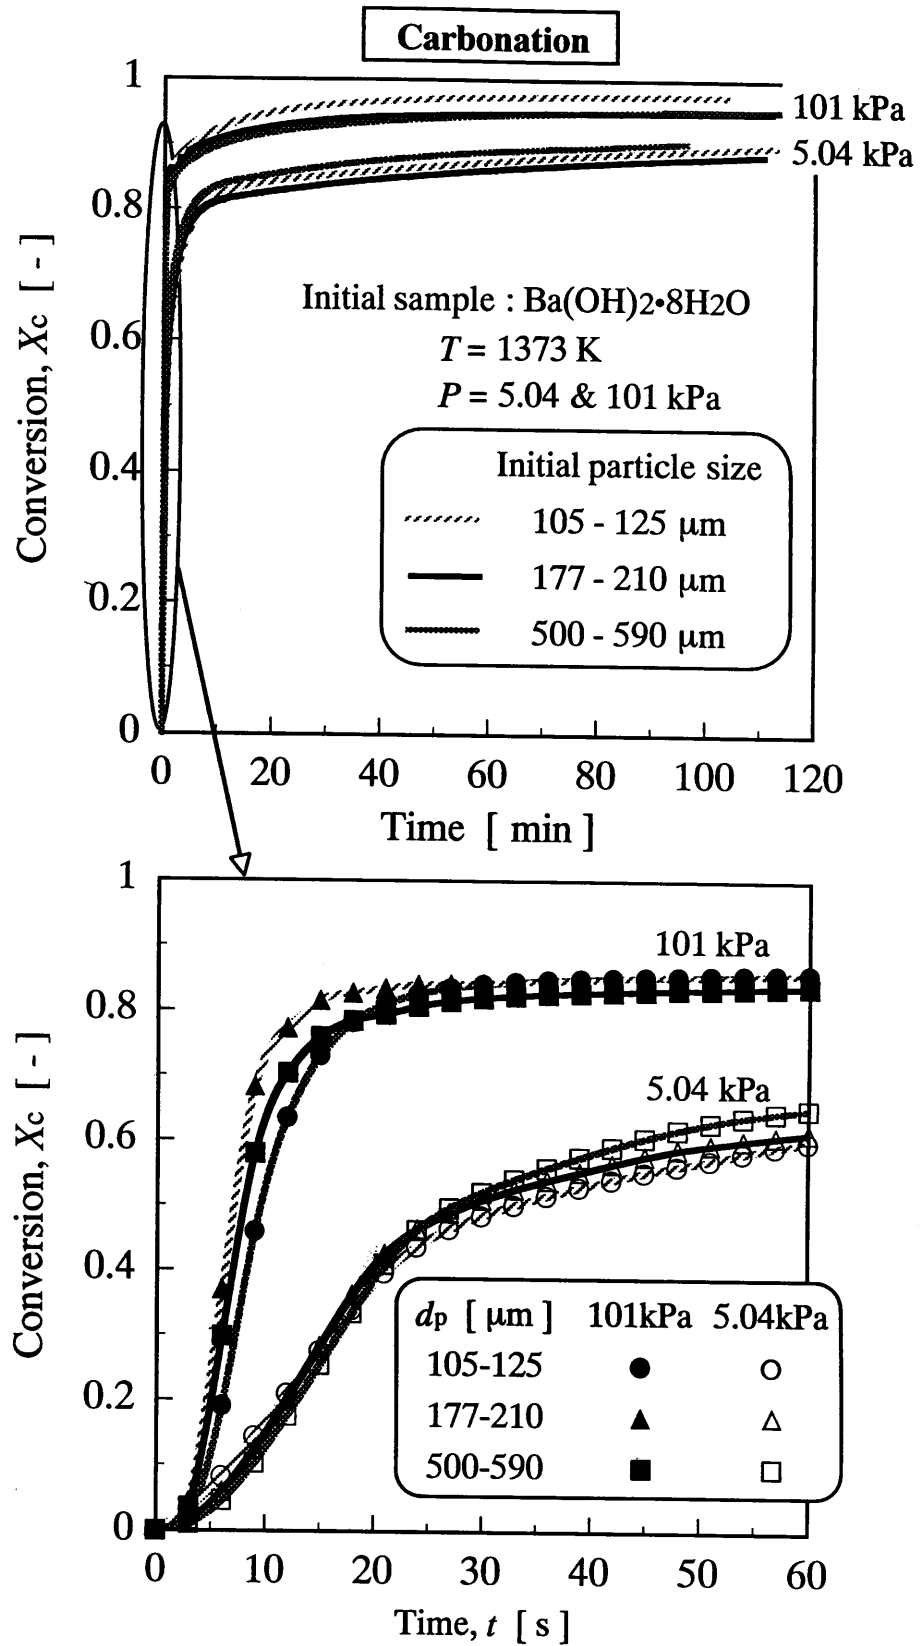 Carbonation
1
101 kPa
5.04 kPa
0.8
Initial sample : Ba(OH)2•8H2O
T = 1373 K
0.6
P = 5.04 & 101 kPa
Conversion, Xc [ - ]
Initial particle size
0.4
105 - 125 μm
177 - 210 μm
0.2
500 - 590 μm
0
0 20 40 60 80 100 120
Time [ min ]
1
101 kPa
0.8
5.04 kPa
0.6
Conversion, Xc [ - ]
0.4
dp [ μm ] 101kPa 5.04kPa
105-125
0.2
177-210
500-590
0
0 10 20 30 40 50 60
Time, t [ s ]